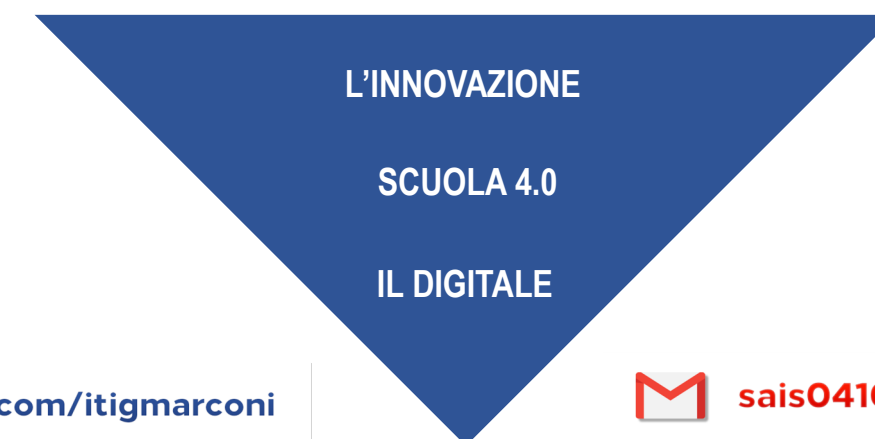 L’INNOVAZIONE
SCUOLA 4.0
IL DIGITALE
com/itigmarconi
sais041